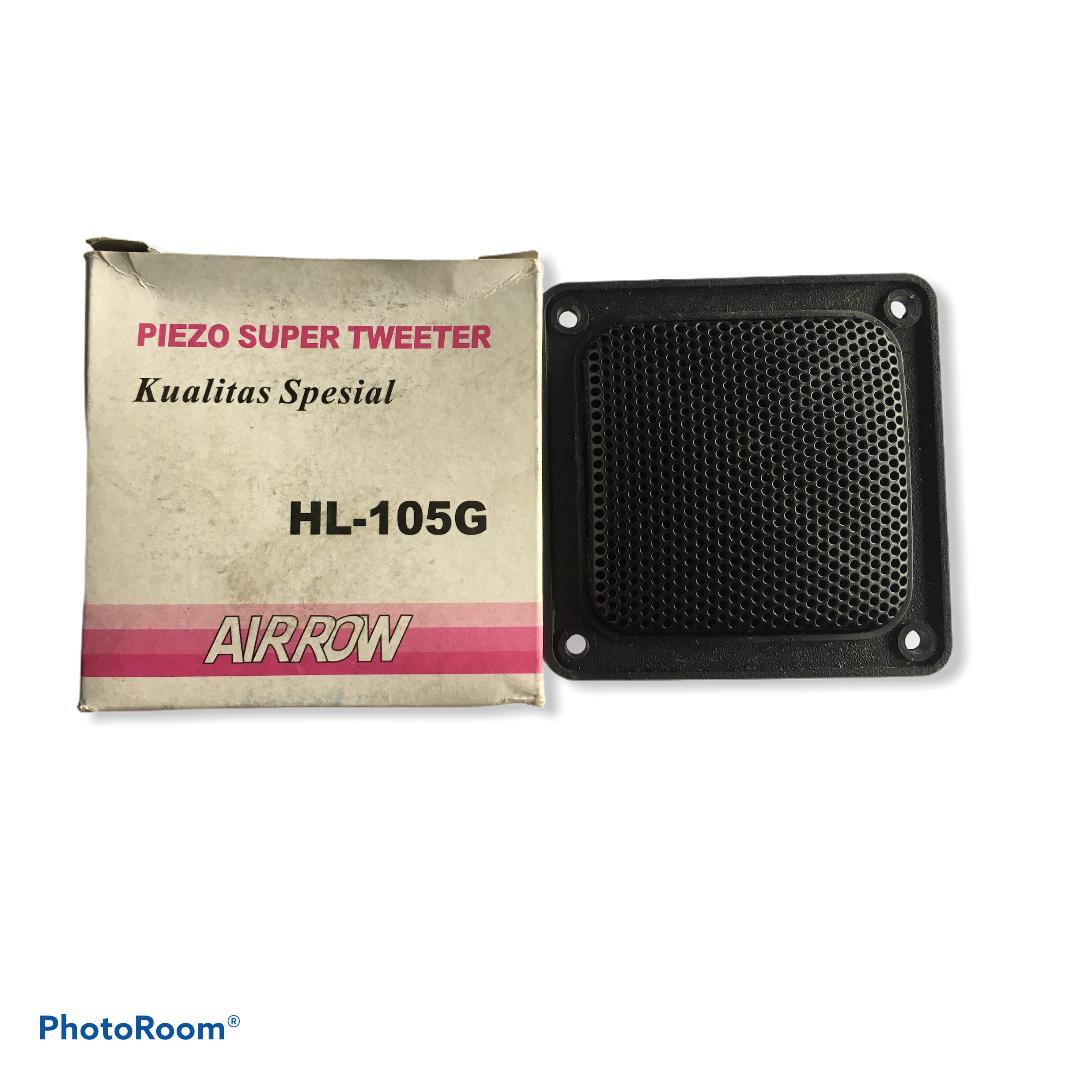 PIEZO SUPER TWEETER
Kualitas Spesial
HL-105G
AIRROW
PhotoRoom®